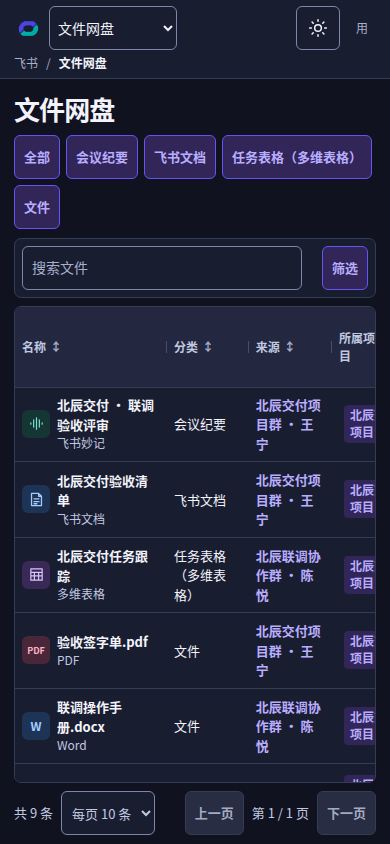 文件网盘
用
飞书 / 文件网盘
文件网盘
全部 会议纪要 飞书文档 任务表格（多维表格）
文件
搜索文件 筛选
名称 ↕ 分类 ↕ 来源 ↕ 所属项
目
北辰交付 · 联调
验收评审
飞书妙记
会议纪要
北辰交付项
目群 · 王
宁
北辰
项目
北辰交付验收清
单
飞书文档
飞书文档
北辰交付项
目群 · 王
宁
北辰
项目
北辰交付任务跟
踪
多维表格
任务表格
（多维表
格）
北辰联调协
作群 · 陈
悦
北辰
项目
PDF
验收签字单.pdf
PDF
文件
北辰交付项
目群 · 王
宁
北辰
项目
W
联调操作手
册.docx
Word
文件
北辰联调协
作群 · 陈
悦
北辰
项目
共 9 条 每页 10 条 上一页 第 1 / 1 页 下一页